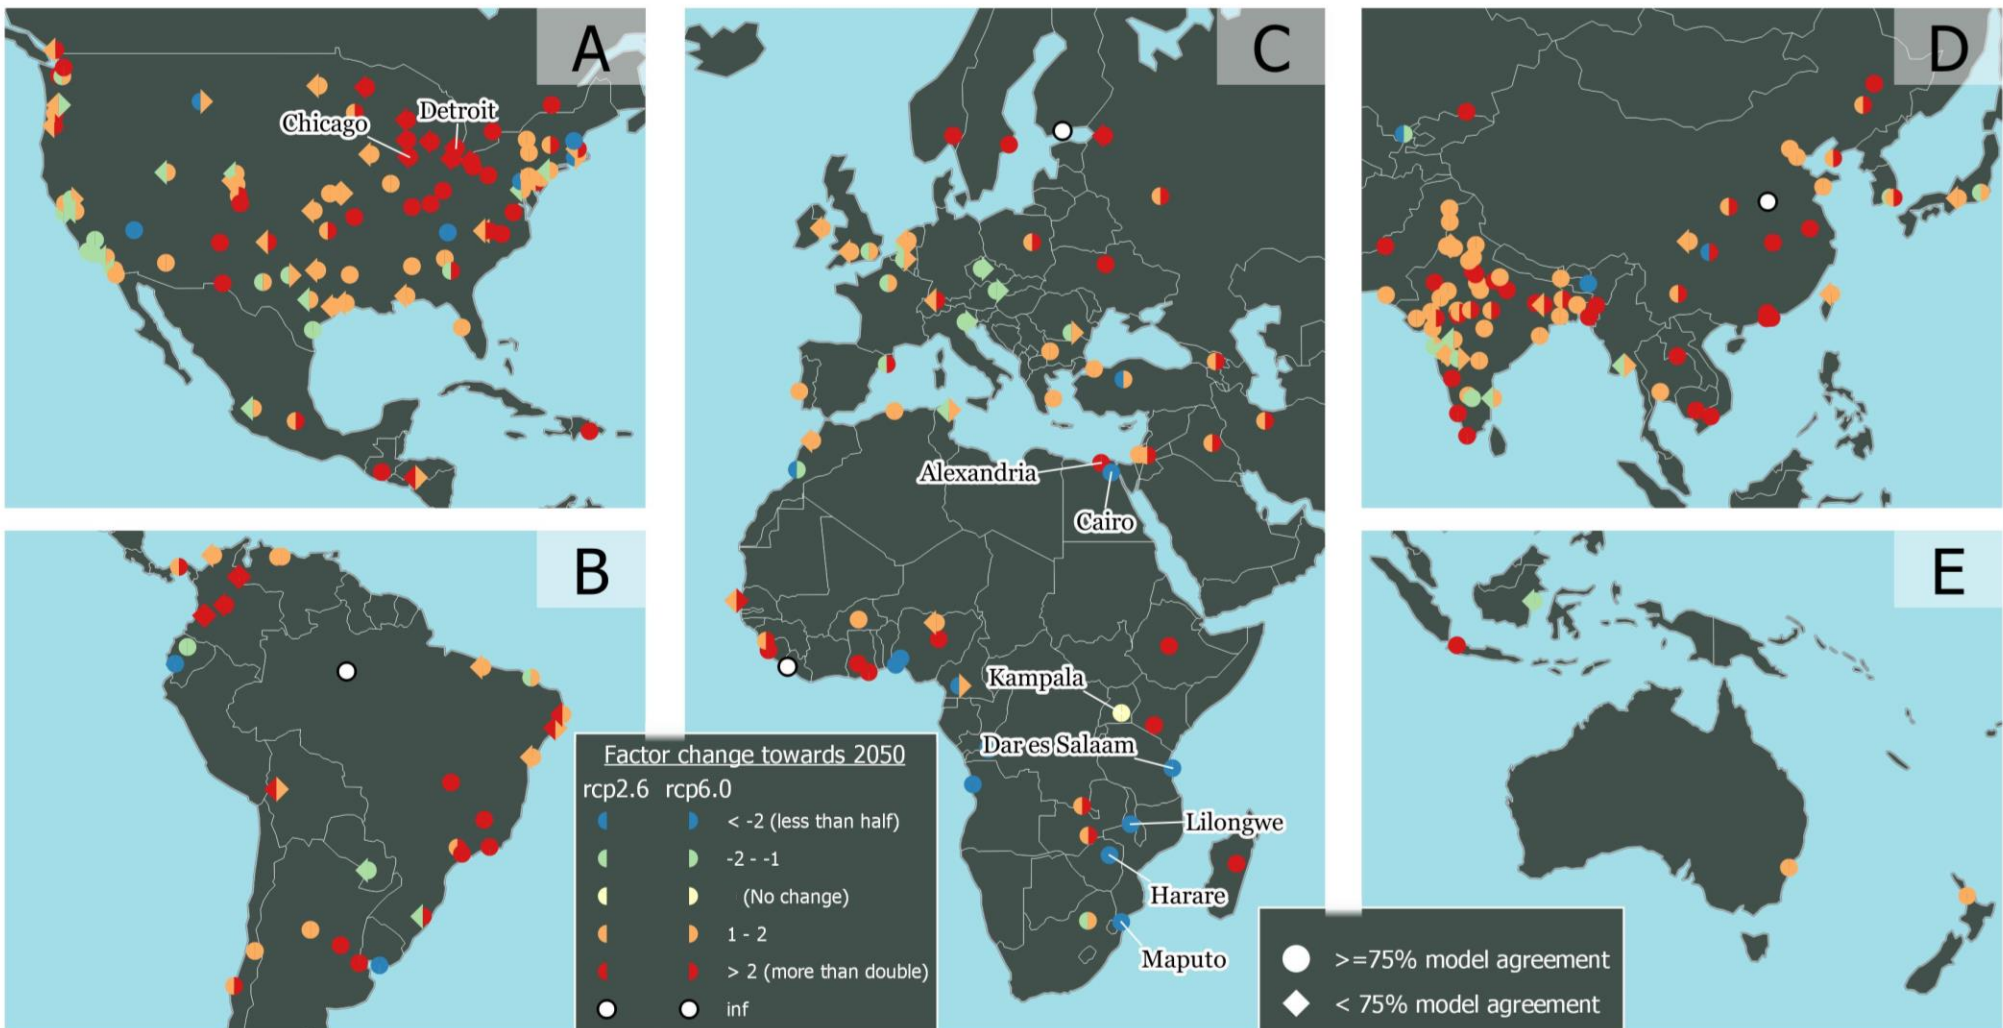 A
Chicago
Detroit
B
C
Alexandria
Cairo
Kampala
Dar es Salaam
Lilongwe
Harare
Maputo
D
E
Factor change towards 2050
rcp2.6 rcp6.0
< -2 (less than half)
-2 - -1
(No change)
1 - 2
> 2 (more than double)
inf
>=75% model agreement
< 75% model agreement